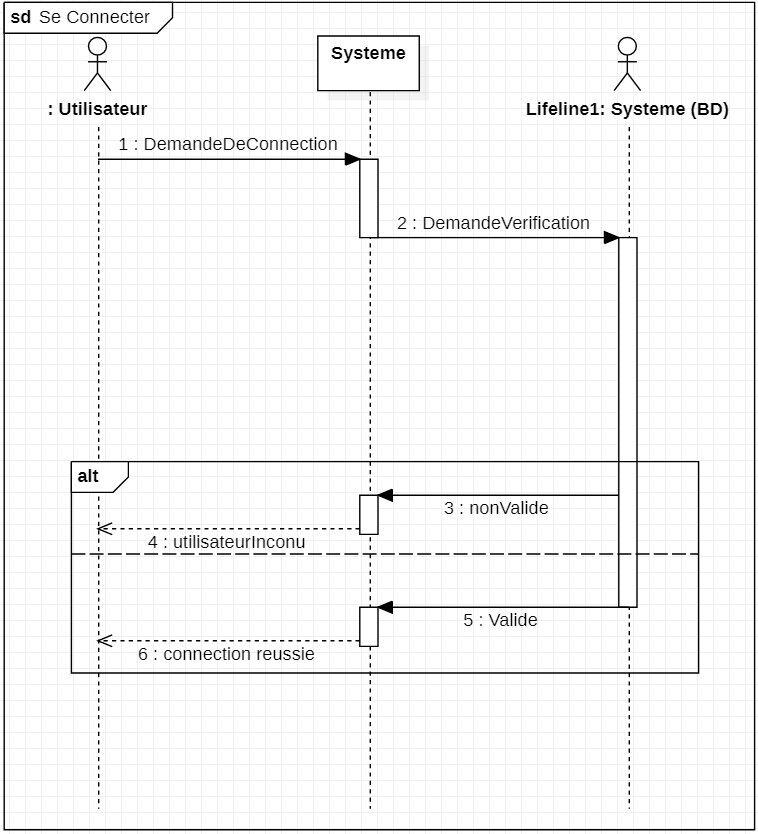 sd Se Connecter
Systeme
: Utilisateur
Lifeline1: Systeme (BD)
1 : DemandeDeConnection
2 : DemandeVerification
alt
3 : nonValide
4 : utilisateurInconu
5 : Valide
6 : connection reussie